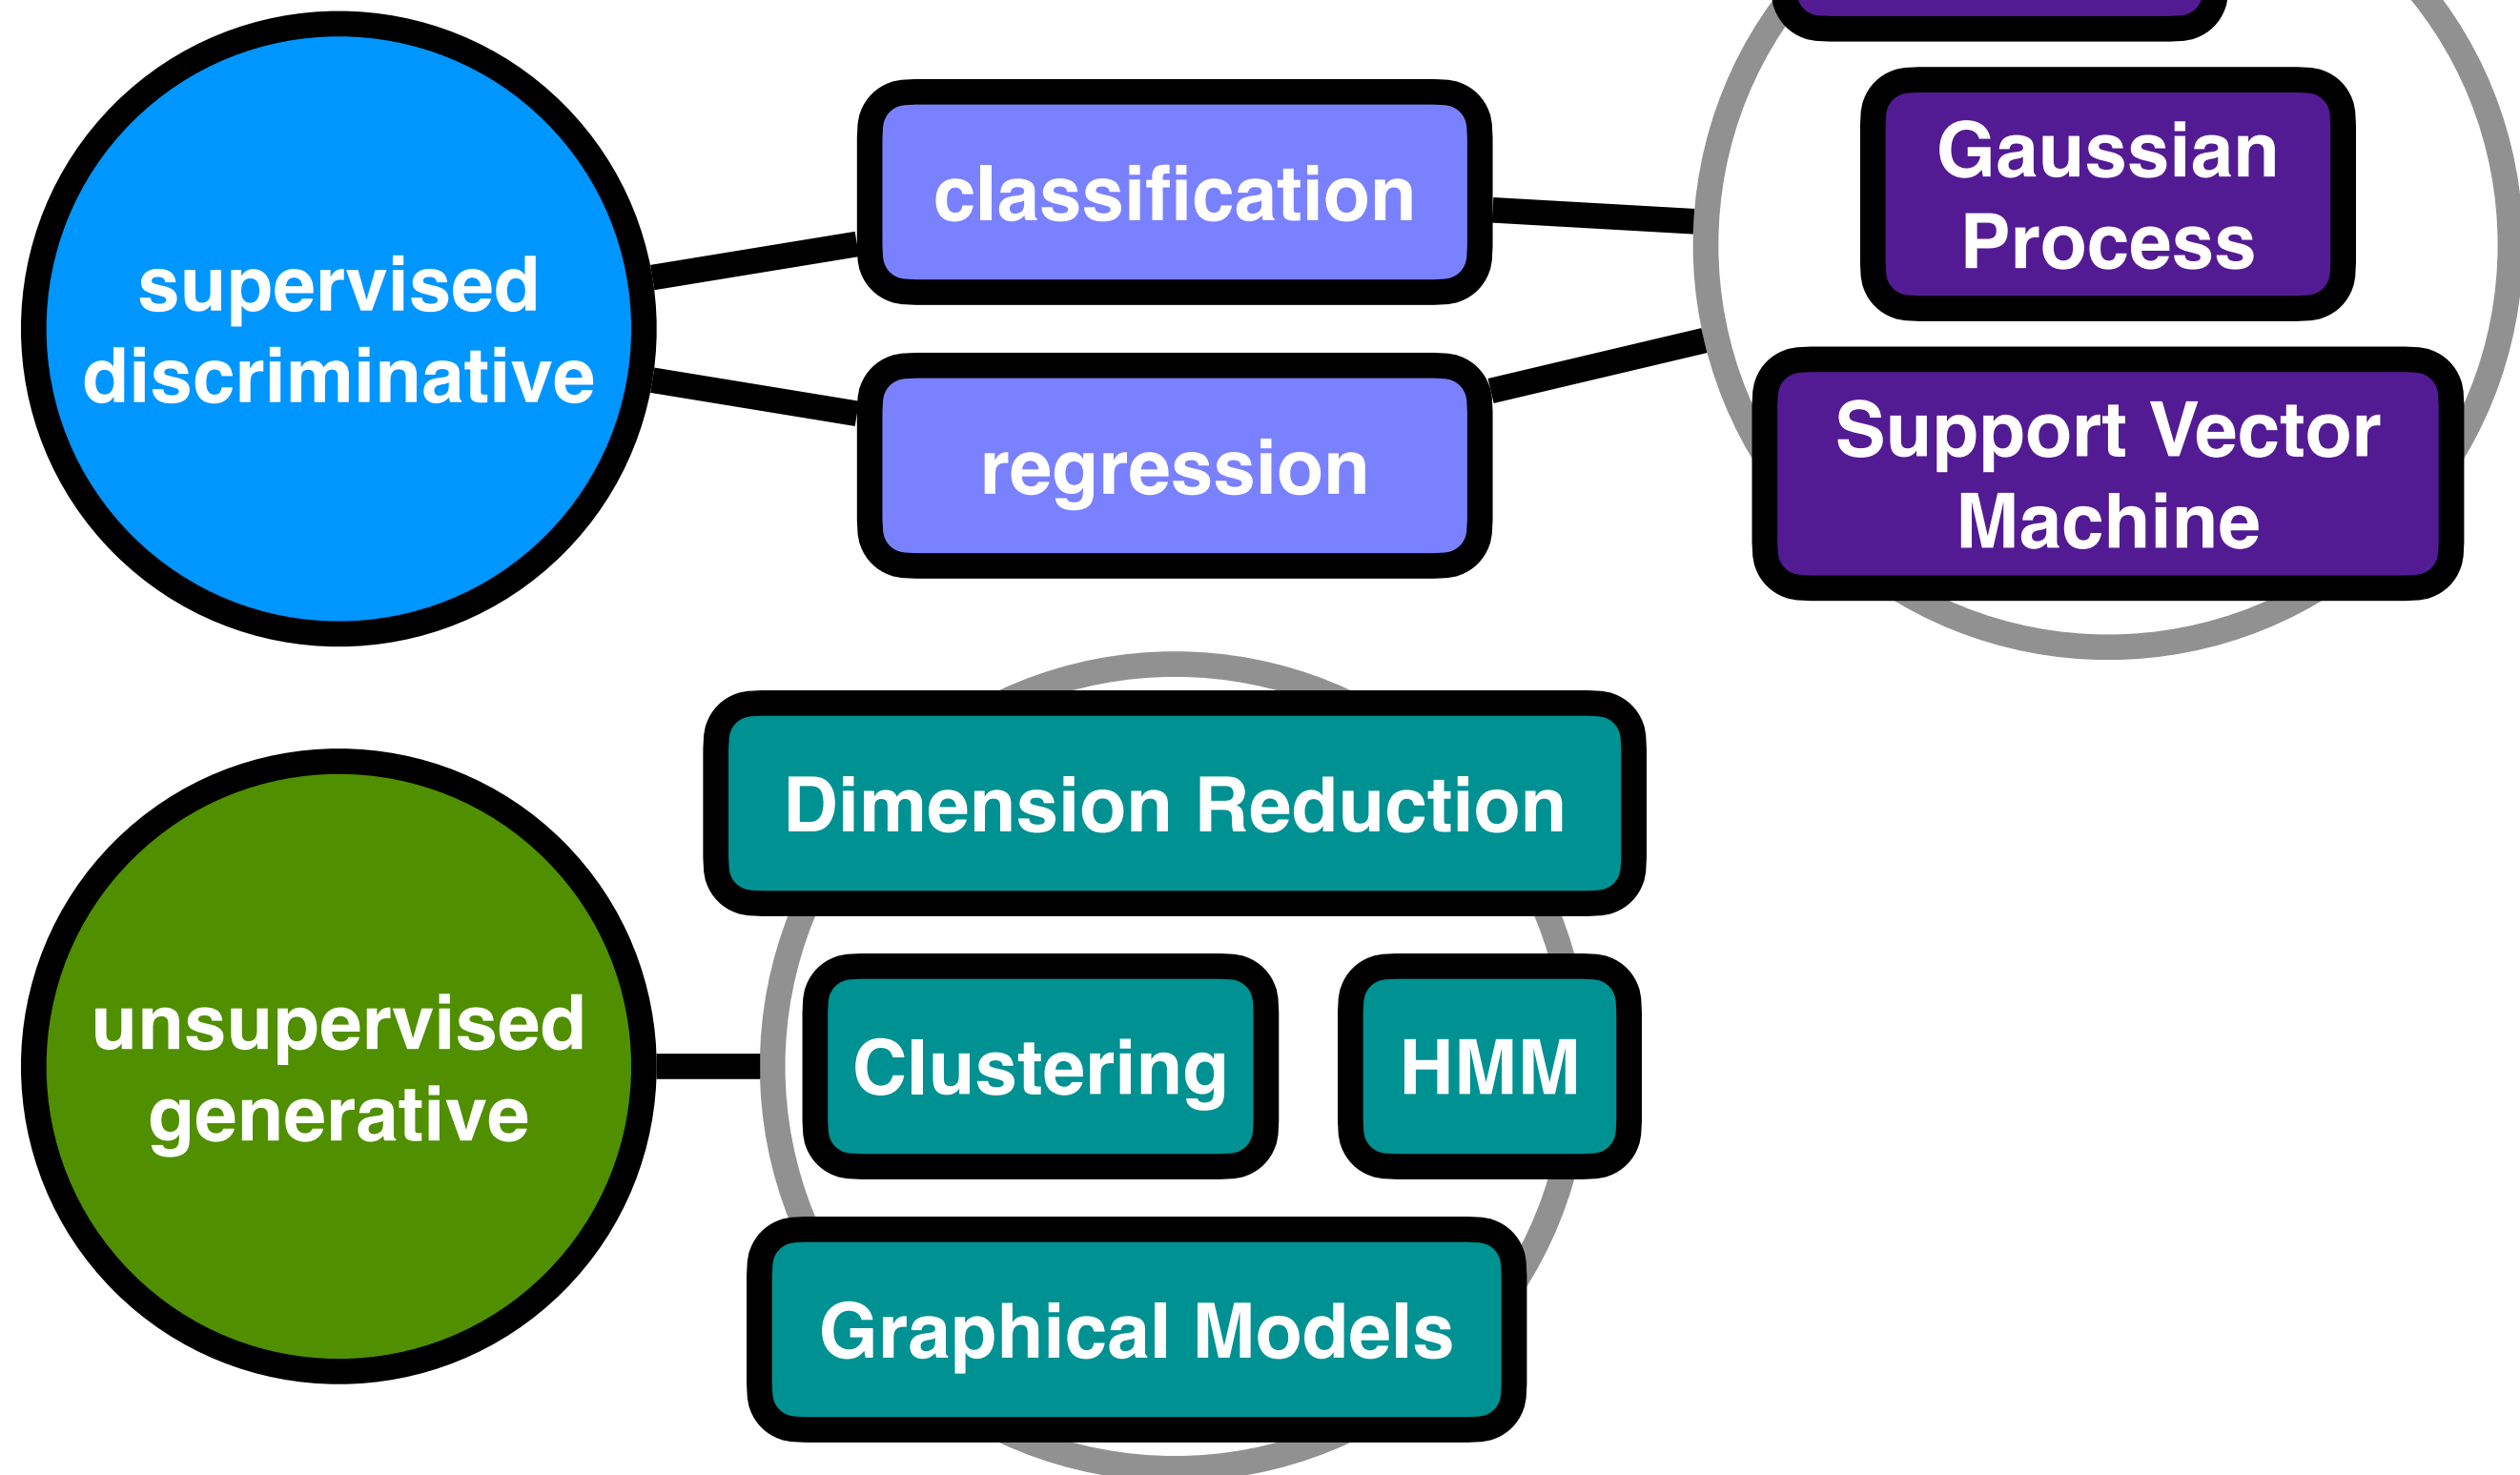 supervised
discriminative
classification
regression
Gaussian
Process
Support Vector
Machine
unsupervised
generative
Dimension Reduction
Clustering
HMM
Graphical Models